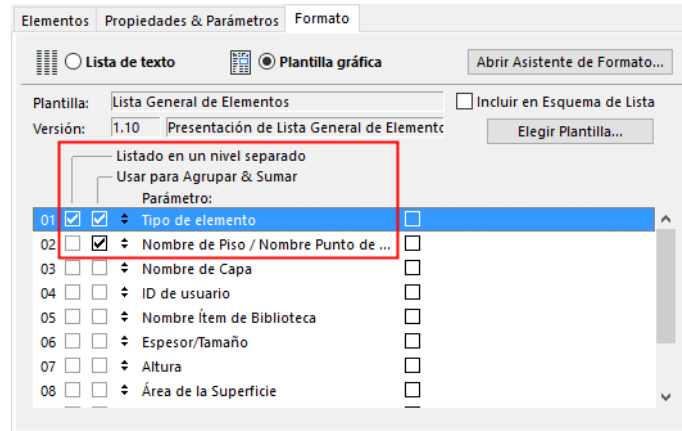 Elementos Propiedades & Parámetros Formato
Lista de texto Plantilla gráfica Abrir Asistente de Formato...
Plantilla: Lista General de Elementos Incluir en Esquema de Lista
Versión: 1.10 Presentación de Lista General de Elemento Elegir Plantilla...
Listado en un nivel separado
Usar para Agrupar & Sumar
Parámetro:
01 Tipo de elemento
02 Nombre de Piso / Nombre Punto de ...
03 Nombre de Capa
04 ID de usuario
05 Nombre Ítem de Biblioteca
06 Espesor/Tamaño
07 Altura
08 Área de la Superficie